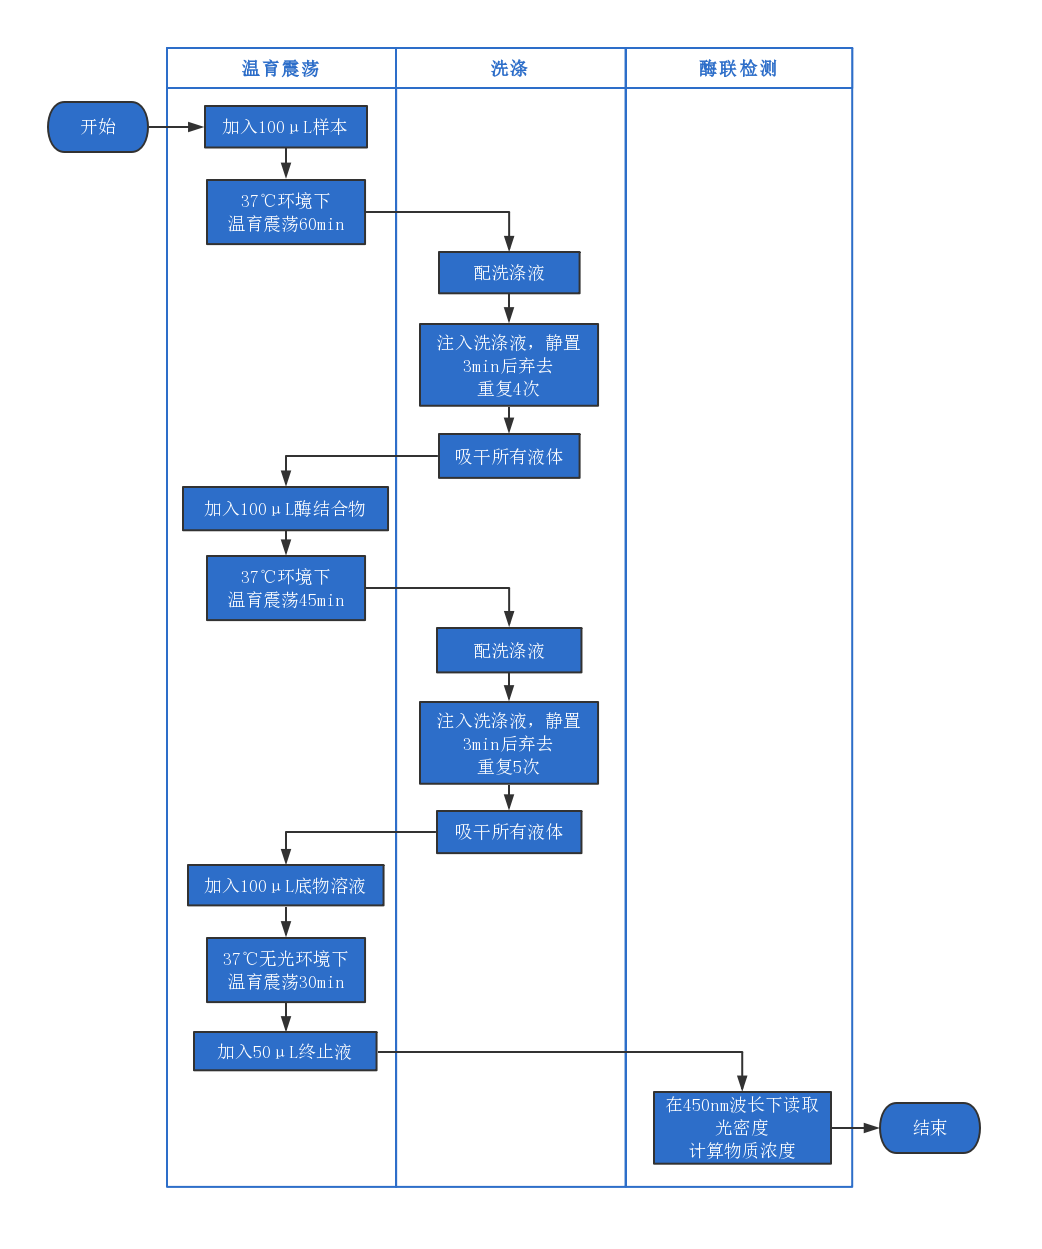 温育震荡
洗涤
酶联检测
开始
加入100μL样本
37℃环境下
温育震荡60min
配洗涤液
注入洗涤液，静置
3min后弃去
重复4次
吸干所有液体
加入100μL酶结合物
37℃环境下
温育震荡45min
配洗涤液
注入洗涤液，静置
3min后弃去
重复5次
吸干所有液体
加入100μL底物溶液
37℃无光环境下
温育震荡30min
加入50μL终止液
在450nm波长下读取
光密度
计算物质浓度
结束